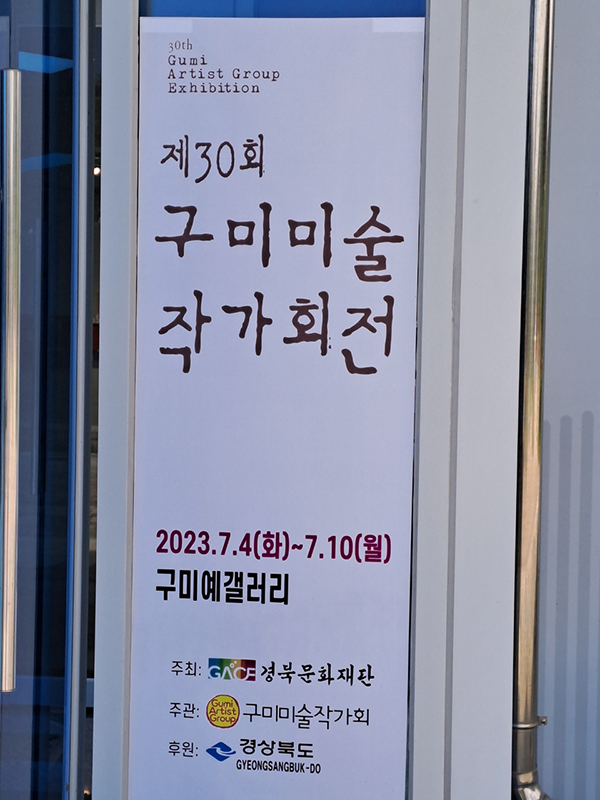 30th
Gumi
Artist Group
Exhibition
제30회
구미미술
작가회전
2023.7.4(화)~7.10(월)
구미예갤러리
주최: GACF 경북문화재단
주관: Gumi Artist Group 구미미술작가회
후원: 경상북도
GYEONGSANGBUK-DO